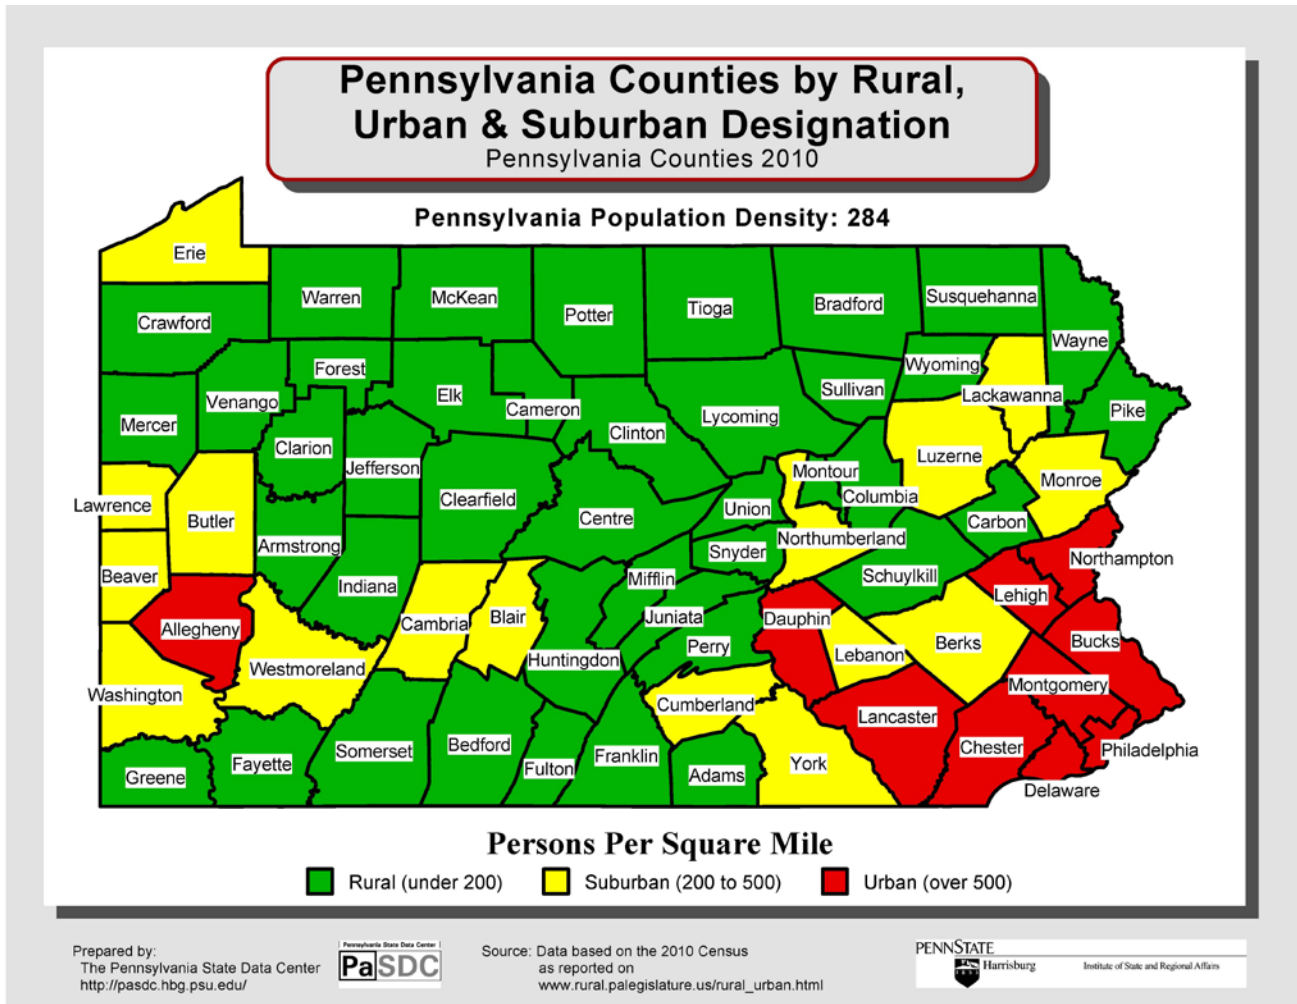 Pennsylvania Counties by Rural,
Urban & Suburban Designation
Pennsylvania Counties 2010
Pennsylvania Population Density: 284
Erie
Warren
McKean
Potter
Tioga
Bradford
Susquehanna
Crawford
Wayne
Forest
Wyoming
Venango
Elk
Cameron
Sullivan
Lackawanna
Mercer
Lycoming
Pike
Clarion
Clinton
Jefferson
Luzerne
Montour
Monroe
Lawrence
Clearfield
Columbia
Butler
Centre
Union
Carbon
Armstrong
Snyder
Northumberland
Northampton
Beaver
Indiana
Mifflin
Schuylkill
Lehigh
Allegheny
Cambria
Blair
Juniata
Dauphin
Bucks
Berks
Westmoreland
Huntingdon
Perry
Lebanon
Washington
Cumberland
Montgomery
Lancaster
Somerset
Bedford
Chester
Philadelphia
Greene
Fayette
Fulton
Franklin
Adams
York
Delaware
Persons Per Square Mile
Rural (under 200)
Suburban (200 to 500)
Urban (over 500)
Prepared by:
The Pennsylvania State Data Center
http://pasdc.hbg.psu.edu/
Pennsylvania State Data Center
PaSDC
Source: Data based on the 2010 Census
as reported on
www.rural.palegislature.us/rural_urban.html
PENNSTATE
1855
Harrisburg
Institute of State and Regional Affairs